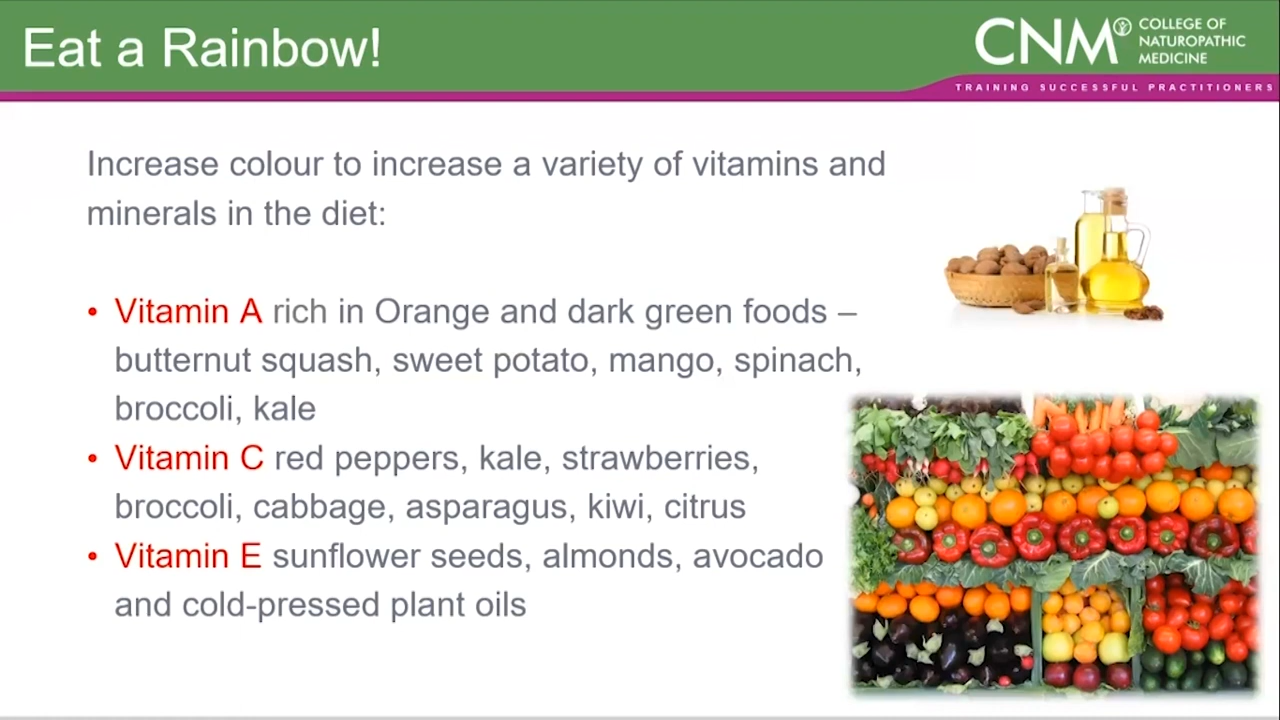 Eat a Rainbow!
CNM
COLLEGE OF
NATUROPATHIC
MEDICINE
TRAINING SUCCESSFUL PRACTITIONERS
Increase colour to increase a variety of vitamins and
minerals in the diet:
• Vitamin A rich in Orange and dark green foods –
butternut squash, sweet potato, mango, spinach,
broccoli, kale
• Vitamin C red peppers, kale, strawberries,
broccoli, cabbage, asparagus, kiwi, citrus
• Vitamin E sunflower seeds, almonds, avocado
and cold-pressed plant oils